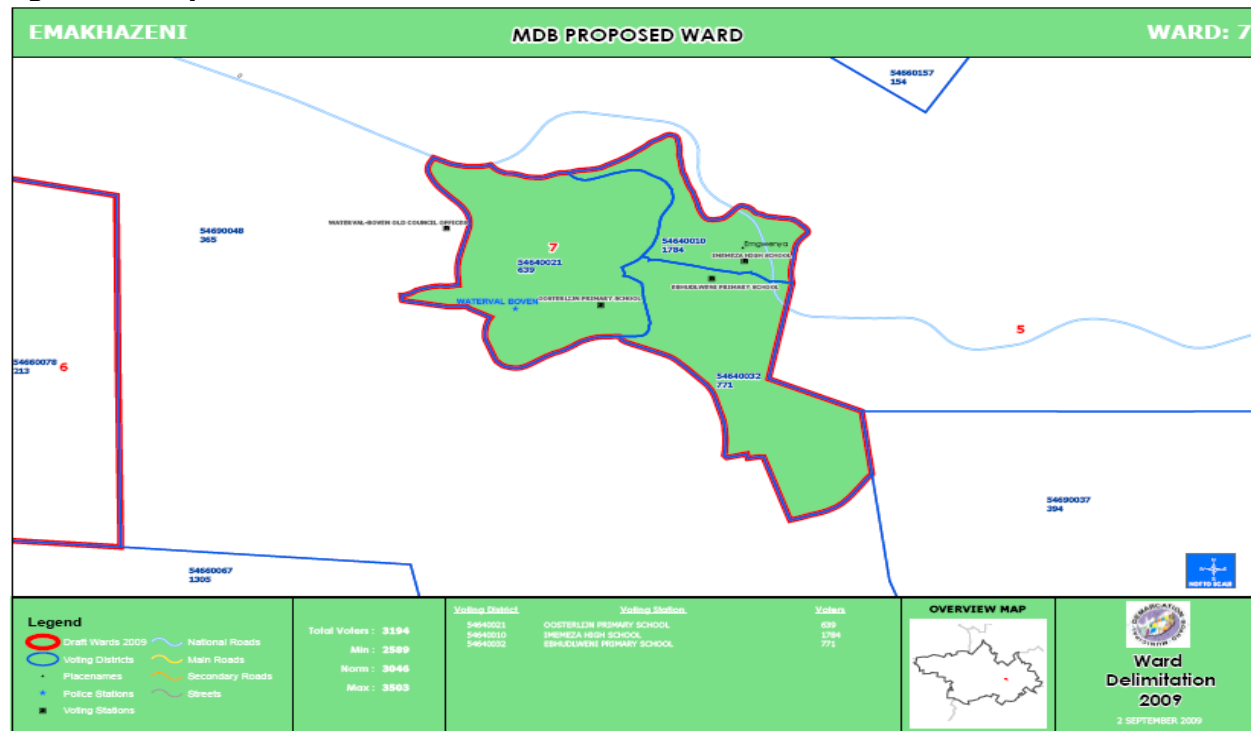 EMAKHAZENI
MDB PROPOSED WARD
WARD: 7
54660157
154
54690048
365
WATERVAL-BOVEN OLD COUNCIL OFFICES
7
54640021
639
54640010
1784
Emgwenya
IMEMEZA HIGH SCHOOL
EBHUDLWENI PRIMARY SCHOOL
WATERVAL BOVEN
OOSTERLIJN PRIMARY SCHOOL
5
54660078
213
6
54640032
771
54690037
394
54660067
1305
NOT TO SCALE
Legend
Draft Wards 2009
National Roads
Voting Districts
Main Roads
Placenames
Secondary Roads
Police Stations
Streets
Voting Stations
Total Voters : 3194
Min : 2589
Norm : 3046
Max : 3503
Voting District Voting Station Voters
54640021 OOSTERLIJN PRIMARY SCHOOL 639
54640010 IMEMEZA HIGH SCHOOL 1784
54640032 EBHUDLWENI PRIMARY SCHOOL 771
OVERVIEW MAP
MUNICIPAL DEMARCATION BOARD
Ward
Delimitation
2009
2 SEPTEMBER 2009